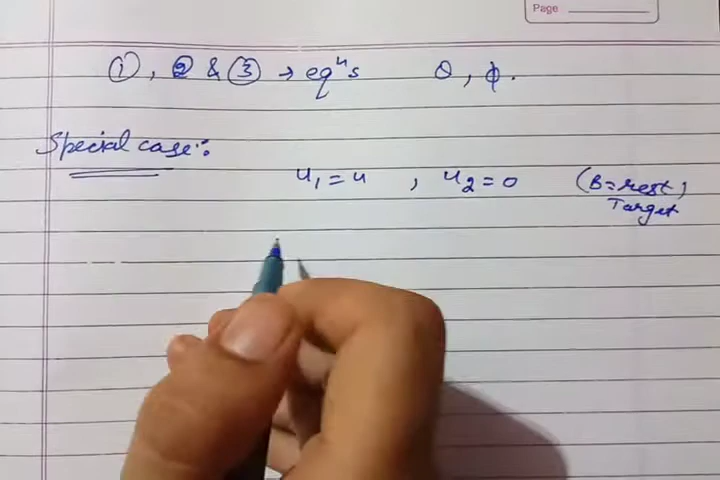 Page
①, ② & ③ → eqⁿs θ, ϕ.
Special case:
u₁ = u , u₂ = 0 (B = rest)
Target